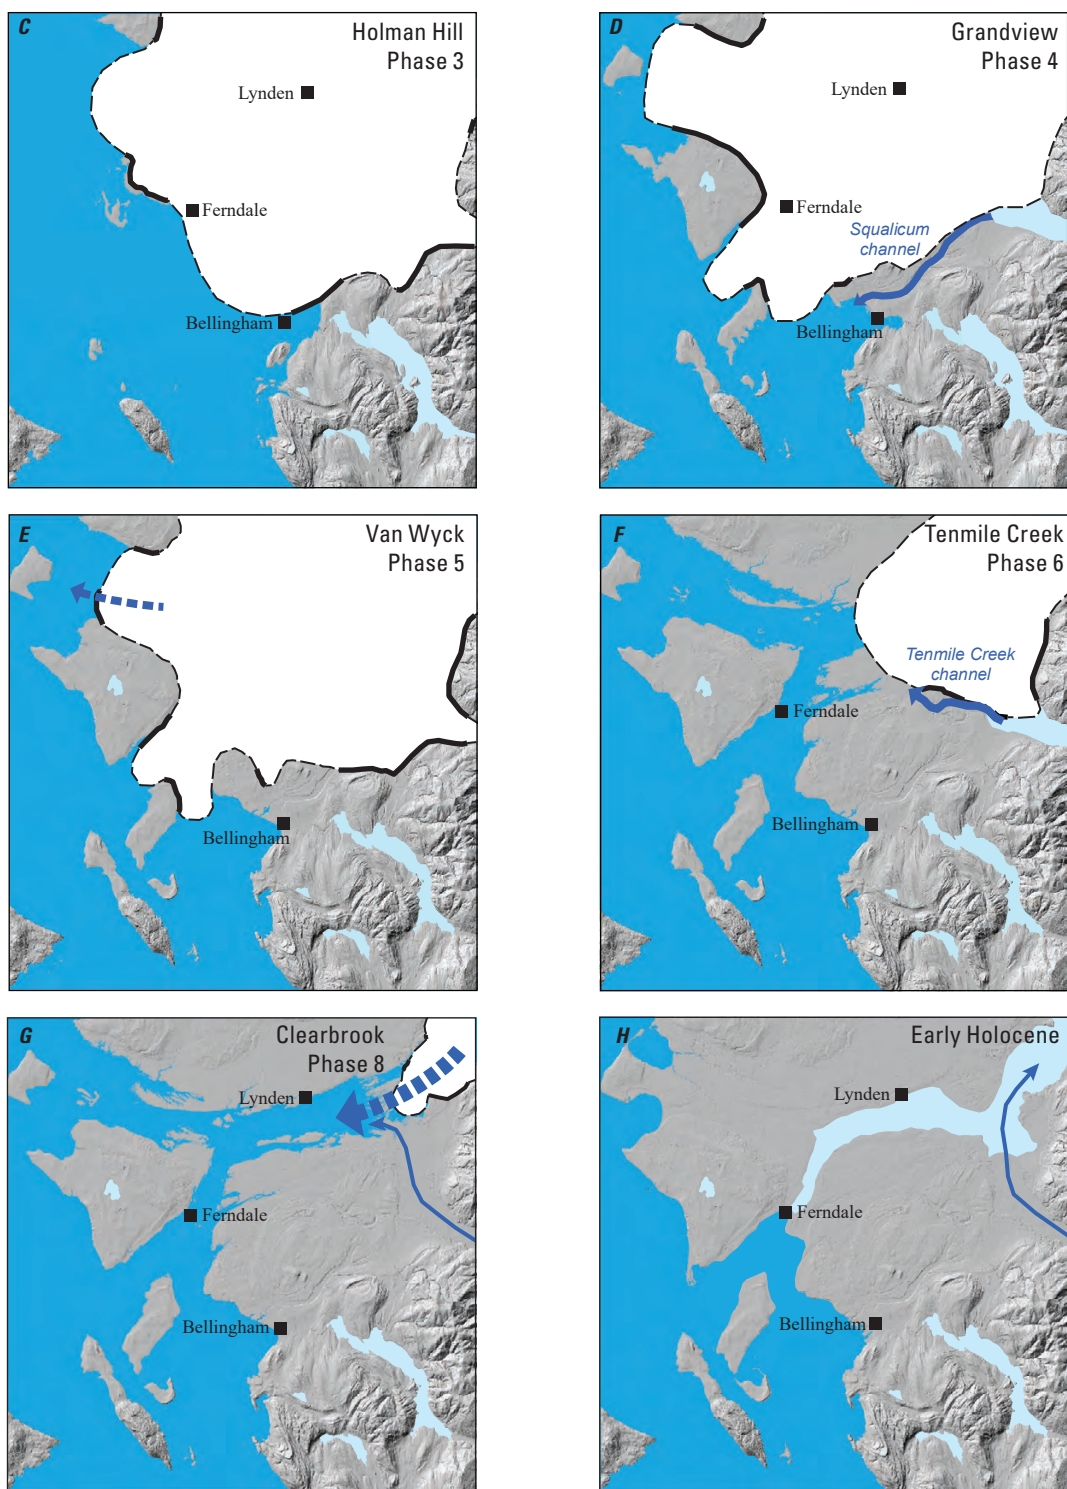 C
Holman Hill
Phase 3
Lynden
Ferndale
Bellingham
D
Grandview
Phase 4
Lynden
Ferndale
Squalicum
channel
Bellingham
E
Van Wyck
Phase 5
Bellingham
F
Tenmile Creek
Phase 6
Tenmile Creek
channel
Ferndale
Bellingham
G
Clearbrook
Phase 8
Lynden
Ferndale
Bellingham
H
Early Holocene
Lynden
Ferndale
Bellingham